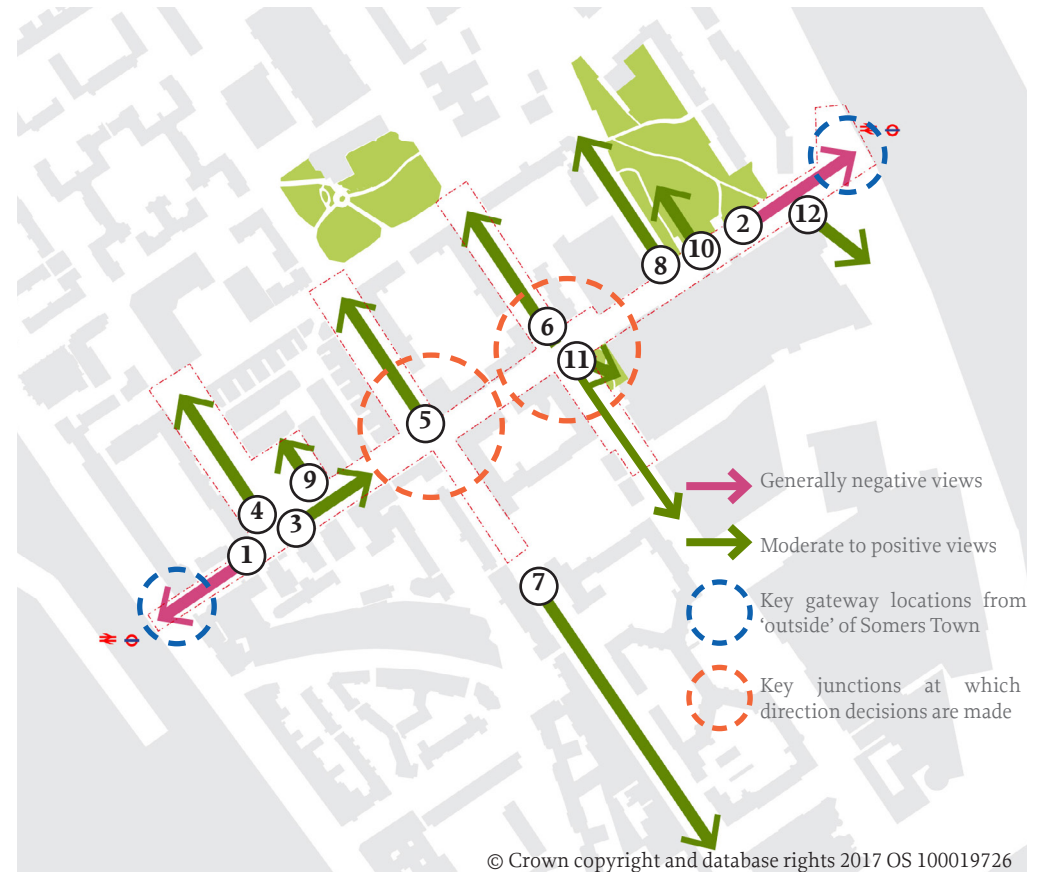 2
12
10
8
6
11
5
9
4
3
1
7
Generally negative views
Moderate to positive views
Key gateway locations from
‘outside’ of Somers Town
Key junctions at which
direction decisions are made
© Crown copyright and database rights 2017 OS 100019726